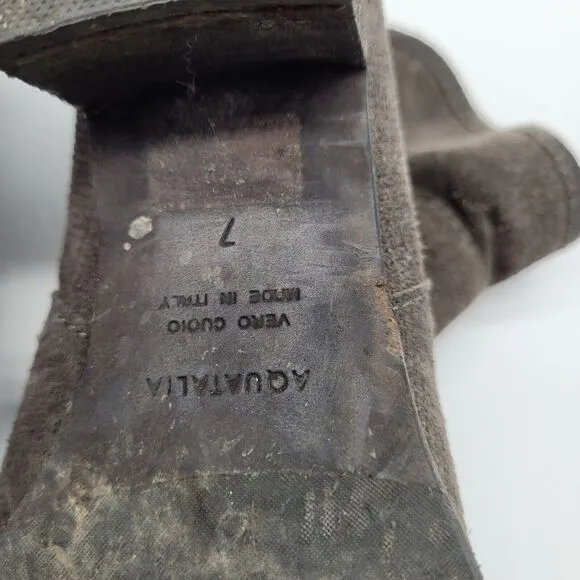 AQUATALIA
VERO CUOIO
MADE IN ITALY
7